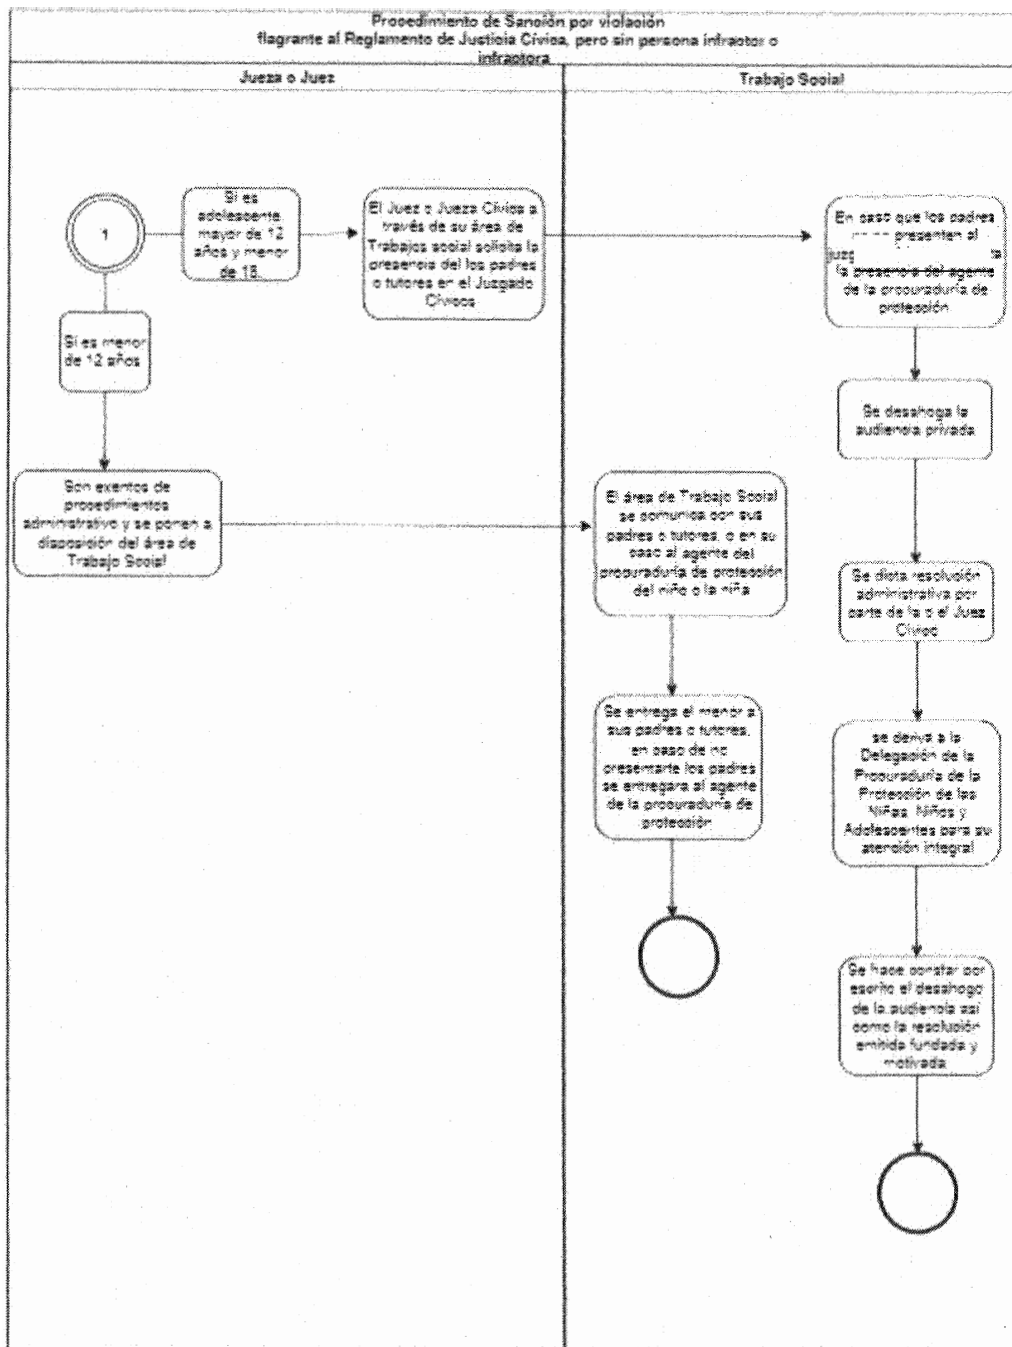 Procedimiento de Sanción por violación
flagrante al Reglamento de Justicia Cívica, pero sin persona infractor o
infractora
Jueza o Juez
Trabajo Social
1
Si es
adolescente,
mayor de 12
años y menor
de 18.
El Juez o Jueza Cívica a
través de su área de
Trabajos social solicita la
presencia del los padres
o tutores en el Juzgado
Cívicos
En caso que los padres
presenten al
juzg la
la presencia del agente
de la procuraduría de
protección
Si es menor
de 12 años
Se desahoga la
audiencia privada
Son exentos de
procedimientos
administrativo y se ponen a
disposición del área de
Trabajo Social
El área de Trabajo Social
se comunica con sus
padres o tutores, o en su
caso al agente del
procuraduría de protección
del niño o la niña
Se dicta resolución
administrativa por
parte de la o el Juez
Cívico
Se entrega el menor a
sus padres o tutores,
en caso de no
presentarte los padres
se entregara al agente
de la procuraduría de
protección
se deriva a la
Delegación de la
Procuraduría de la
Protección de las
Niñas, Niños y
Adolescentes para su
atención integral
Se hace constar por
escrito el desahogo
de la audiencia así
como la resolución
emitida fundada y
motivada